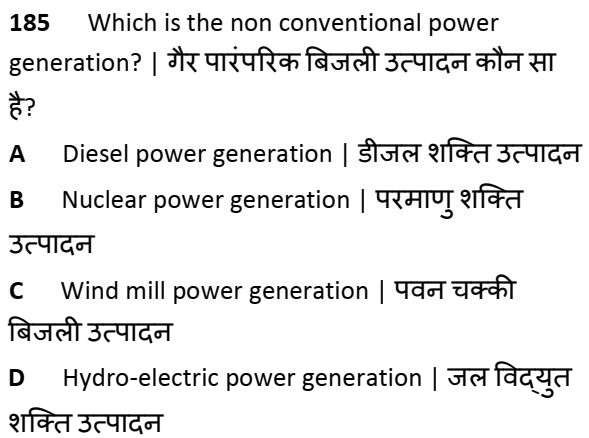 185 Which is the non conventional power
generation? | गैर पारंपरिक बिजली उत्पादन कौन सा
है?
A Diesel power generation | डीजल शक्ति उत्पादन
B Nuclear power generation | परमाणु शक्ति
उत्पादन
C Wind mill power generation | पवन चक्की
बिजली उत्पादन
D Hydro-electric power generation | जल विद्युत
शक्ति उत्पादन